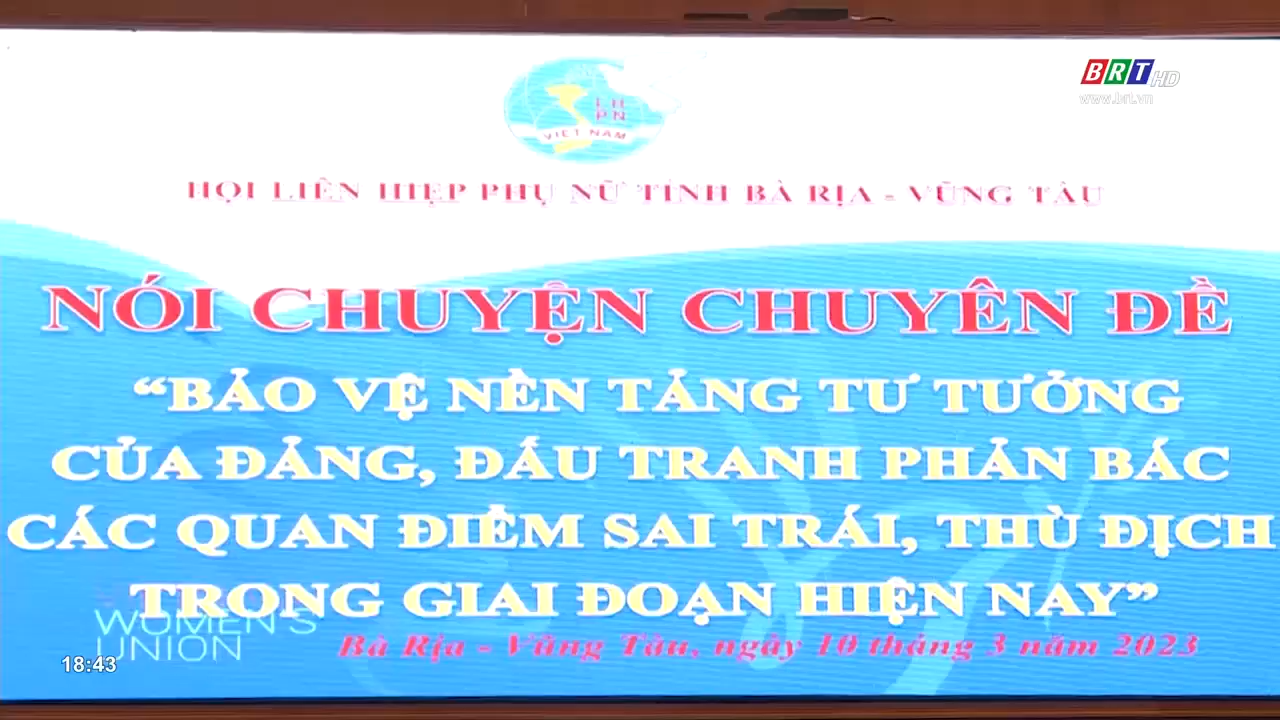 BRT HD
www.brt.vn
LH
PN
VIỆT NAM
HỘI LIÊN HIỆP PHỤ NỮ TỈNH BÀ RỊA - VŨNG TÀU
NÓI CHUYỆN CHUYÊN ĐỀ
“BẢO VỆ NỀN TẢNG TƯ TƯỞNG
CỦA ĐẢNG, ĐẤU TRANH PHẢN BÁC
CÁC QUAN ĐIỂM SAI TRÁI, THÙ ĐỊCH
TRONG GIAI ĐOẠN HIỆN NAY”
WOMEN'S
UNION
Bà Rịa - Vũng Tàu, ngày 10 tháng 3 năm 2023
18:43